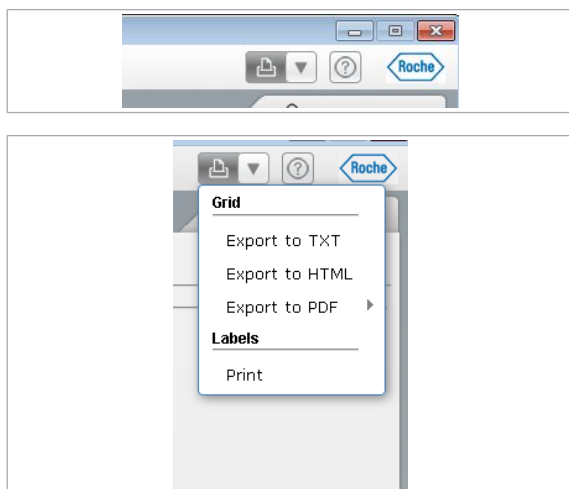 Roche
Roche
Grid
Export to TXT
Export to HTML
Export to PDF
Labels
Print